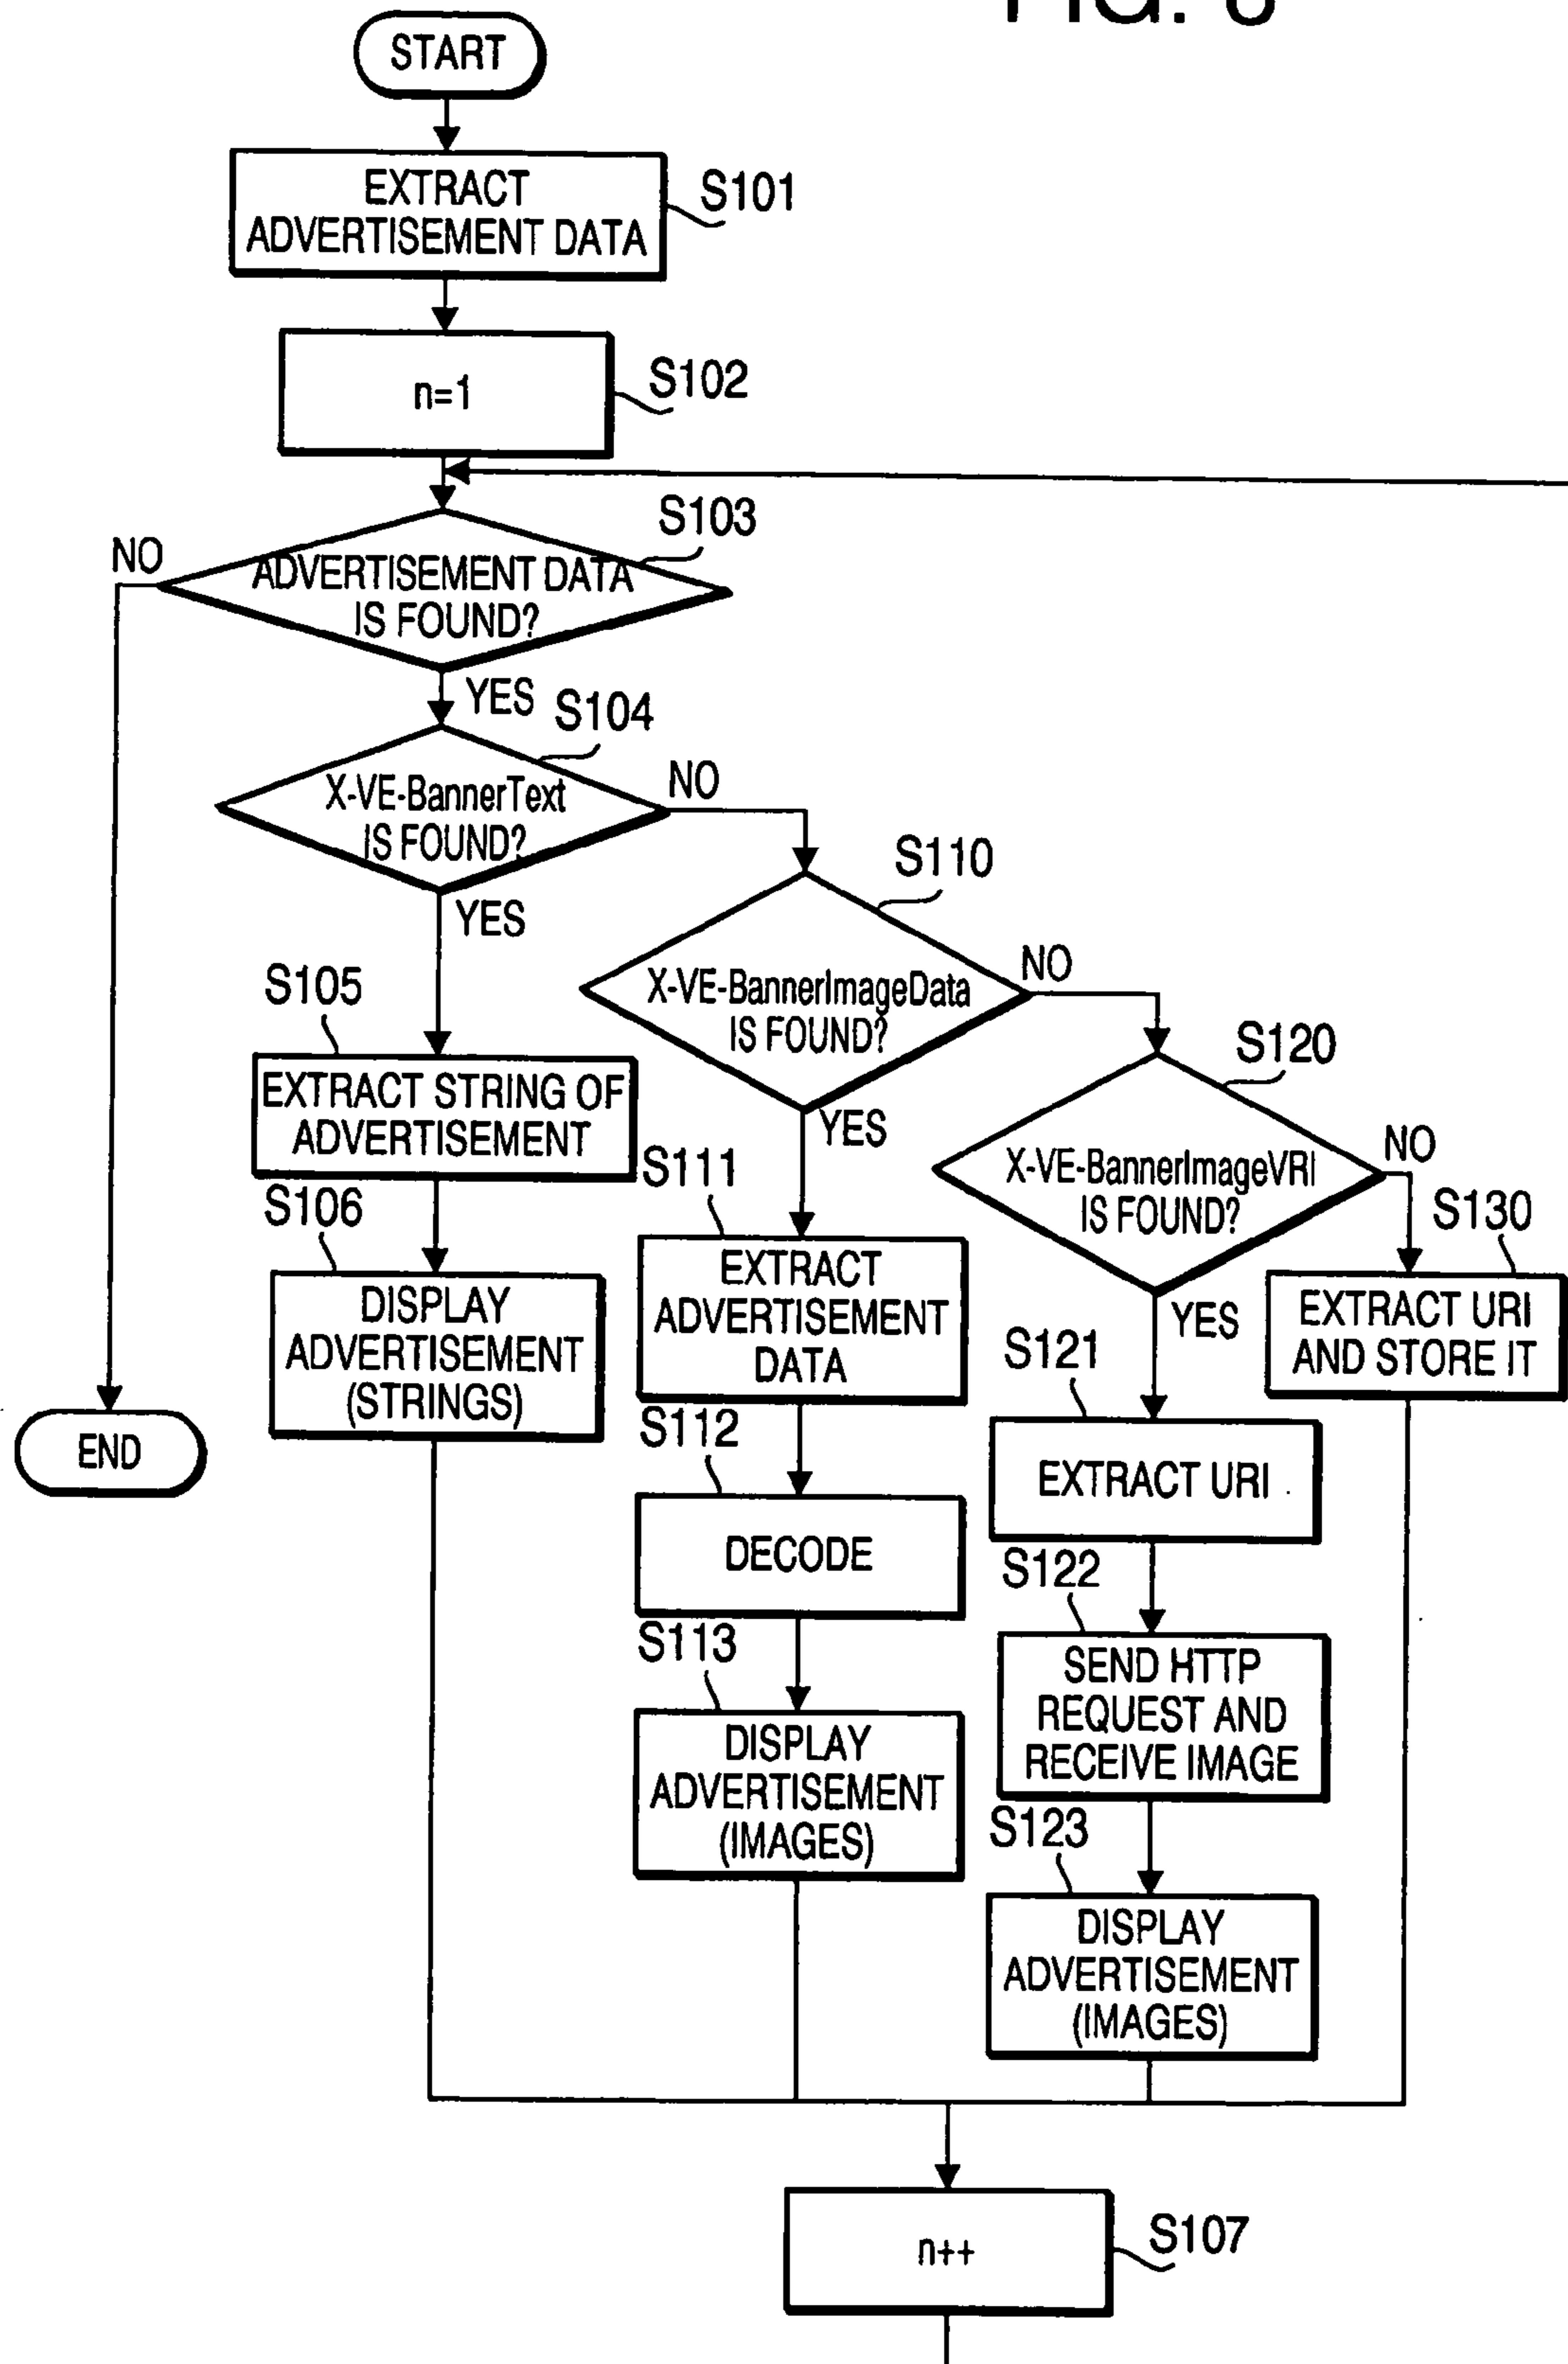 START
EXTRACT
ADVERTISEMENT DATA
S101
n=1
S102
S103
NO
ADVERTISEMENT DATA
IS FOUND?
YES
S104
X-VE-BannerText
IS FOUND?
NO
YES
S110
X-VE-BannerImageData
IS FOUND?
NO
YES
S105
EXTRACT STRING OF
ADVERTISEMENT
S106
DISPLAY
ADVERTISEMENT
(STRINGS)
END
S120
X-VE-BannerImageVRI
IS FOUND?
NO
YES
S111
EXTRACT
ADVERTISEMENT
DATA
S112
DECODE
S113
DISPLAY
ADVERTISEMENT
(IMAGES)
S130
EXTRACT URI
AND STORE IT
S121
EXTRACT URI
S122
SEND HTTP
REQUEST AND
RECEIVE IMAGE
S123
DISPLAY
ADVERTISEMENT
(IMAGES)
n++
S107